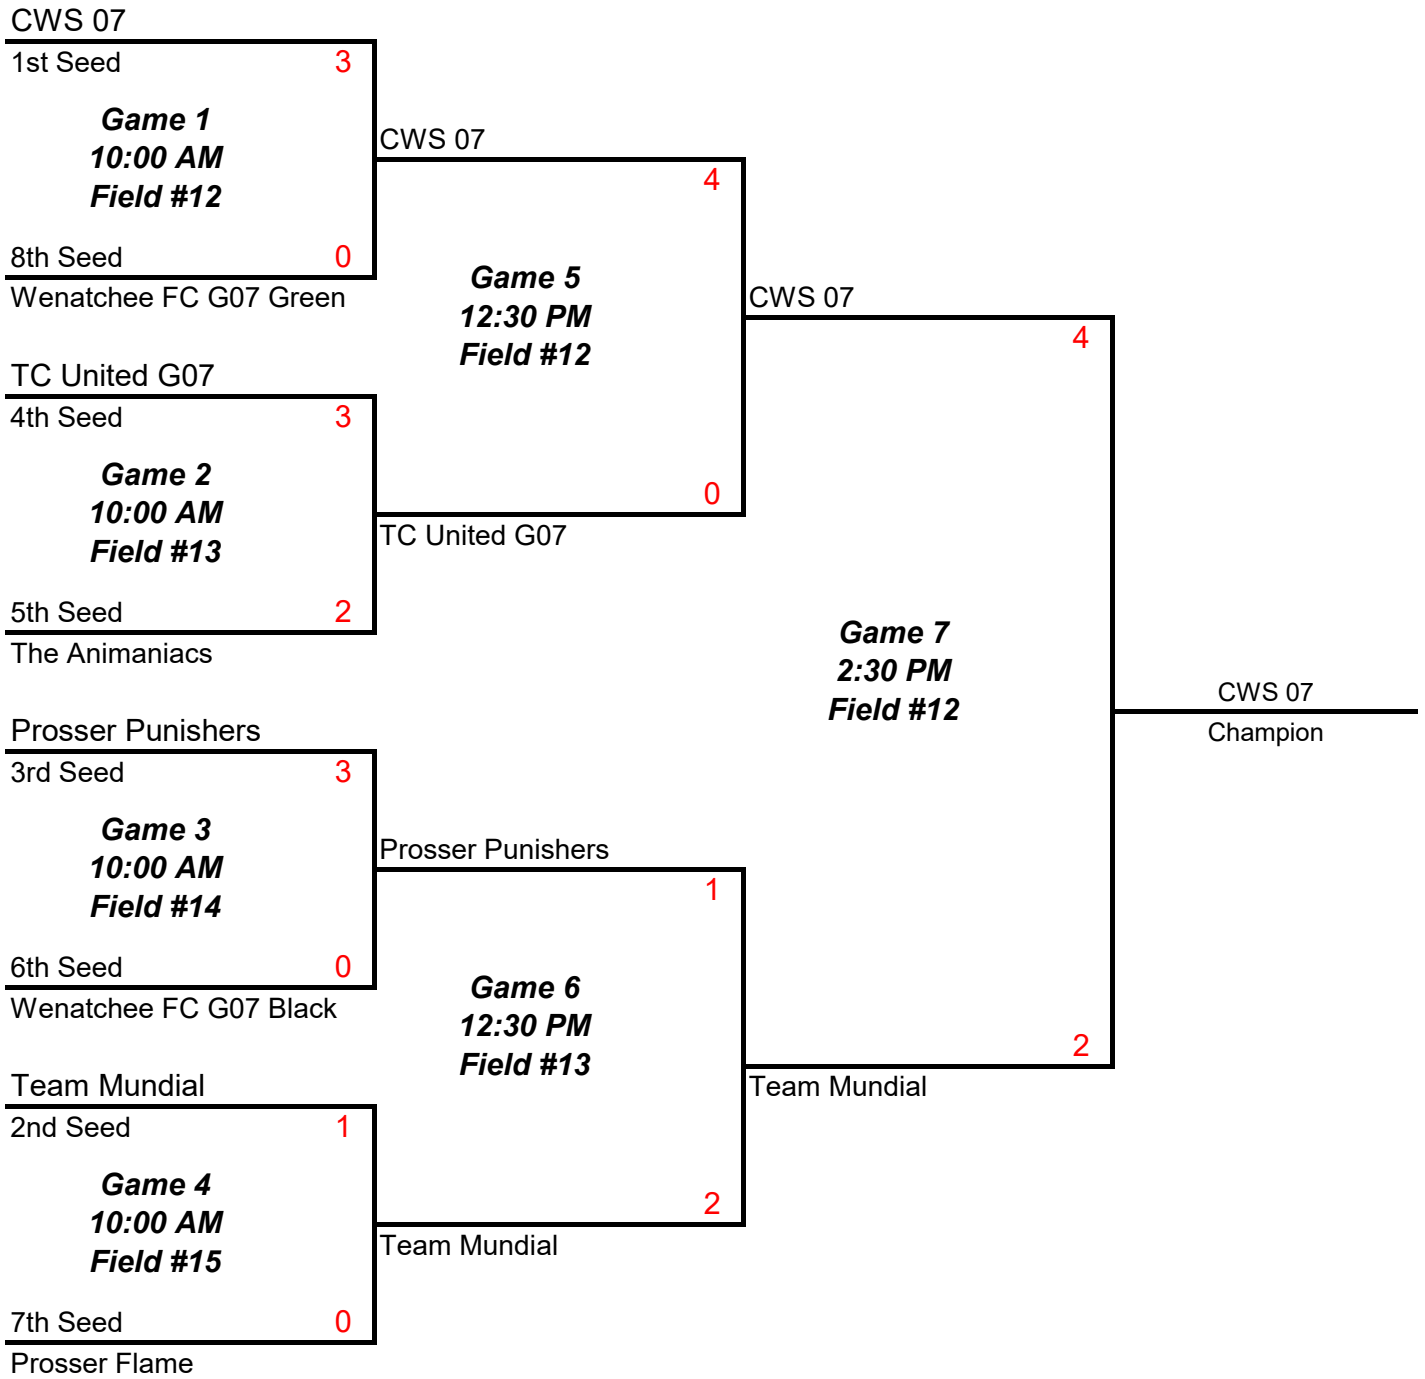 CWS 07
1st Seed 3
Game 1
10:00 AM
Field #12
8th Seed 0
Wenatchee FC G07 Green
TC United G07
4th Seed 3
Game 2
10:00 AM
Field #13
5th Seed 2
The Animaniacs
Prosser Punishers
3rd Seed 3
Game 3
10:00 AM
Field #14
6th Seed 0
Wenatchee FC G07 Black
Team Mundial
2nd Seed 1
Game 4
10:00 AM
Field #15
7th Seed 0
Prosser Flame
CWS 07
4
Game 5
12:30 PM
Field #12
0
TC United G07
Prosser Punishers
1
Game 6
12:30 PM
Field #13
2
Team Mundial
CWS 07
4
Game 7
2:30 PM
Field #12
2
Team Mundial
CWS 07
Champion